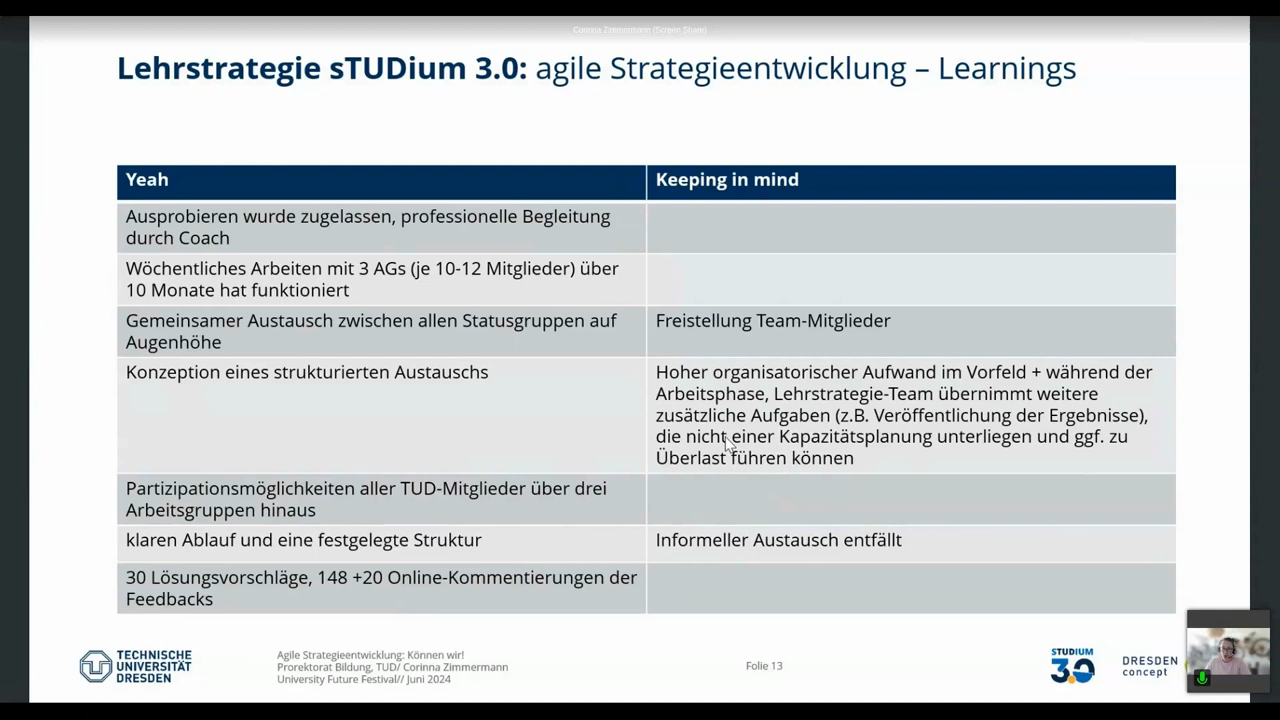 Corinna Zimmermann (Screen Share)
Lehrstrategie sTUDium 3.0: agile Strategieentwicklung – Learnings
Yeah
Keeping in mind
Ausprobieren wurde zugelassen, professionelle Begleitung
durch Coach
Wöchentliches Arbeiten mit 3 AGs (je 10-12 Mitglieder) über
10 Monate hat funktioniert
Gemeinsamer Austausch zwischen allen Statusgruppen auf
Augenhöhe
Freistellung Team-Mitglieder
Konzeption eines strukturierten Austauschs
Hoher organisatorischer Aufwand im Vorfeld + während der
Arbeitsphase, Lehrstrategie-Team übernimmt weitere
zusätzliche Aufgaben (z.B. Veröffentlichung der Ergebnisse),
die nicht einer Kapazitätsplanung unterliegen und ggf. zu
Überlast führen können
Partizipationsmöglichkeiten aller TUD-Mitglieder über drei
Arbeitsgruppen hinaus
klaren Ablauf und eine festgelegte Struktur
Informeller Austausch entfällt
30 Lösungsvorschläge, 148 +20 Online-Kommentierungen der
Feedbacks
TECHNISCHE
UNIVERSITÄT
DRESDEN
Agile Strategieentwicklung: Können wir!
Prorektorat Bildung, TUD/ Corinna Zimmermann
University Future Festival// Juni 2024
Folie 13
STUDIUM
3.0
DRESDEN
concept